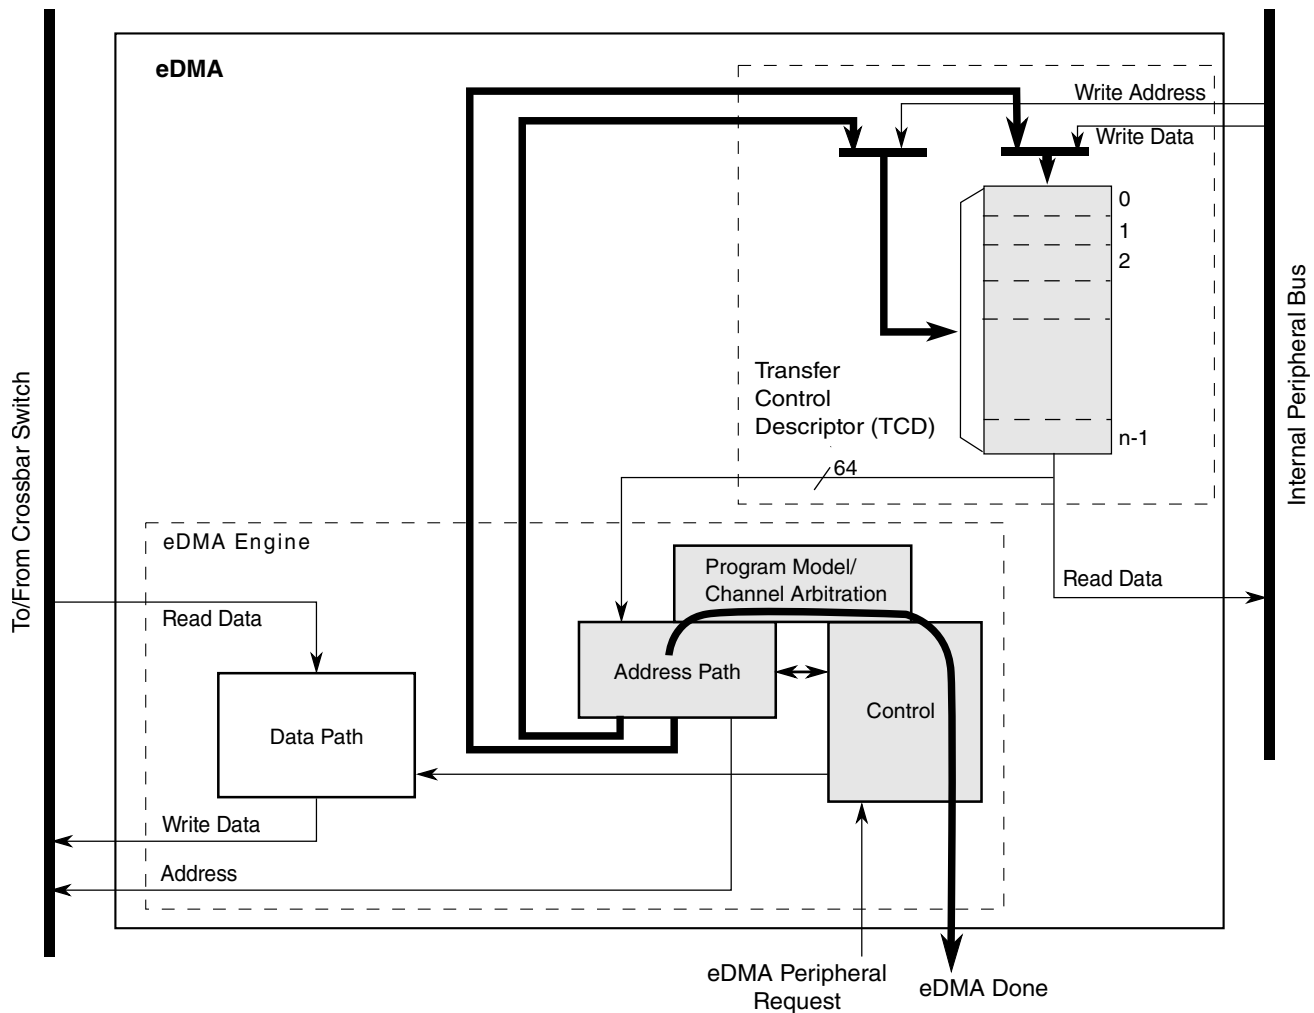 eDMA
Write Address
Write Data
0
1
2
n-1
Transfer
Control
Descriptor (TCD)
64
To/From Crossbar Switch
Internal Peripheral Bus
eDMA Engine
Program Model/
Channel Arbitration
Read Data
Read Data
Address Path
Control
Data Path
Write Data
Address
eDMA Peripheral
Request
eDMA Done